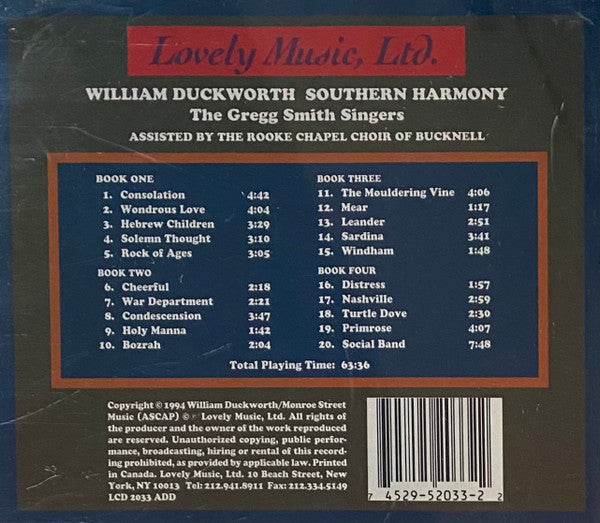 Lovely Music, Ltd.
WILLIAM DUCKWORTH SOUTHERN HARMONY
The Gregg Smith Singers
ASSISTED BY THE ROOKE CHAPEL CHOIR OF BUCKNELL
BOOK ONE
1. Consolation 4:42
2. Wondrous Love 4:04
3. Hebrew Children 3:29
4. Solemn Thought 3:10
5. Rock of Ages 3:05
BOOK TWO
6. Cheerful 2:18
7. War Department 2:21
8. Condescension 3:47
9. Holy Manna 1:42
10. Bozrah 2:04
BOOK THREE
11. The Mouldering Vine 4:06
12. Mear 1:17
13. Leander 2:51
14. Sardina 3:41
15. Windham 1:48
BOOK FOUR
16. Distress 1:57
17. Nashville 2:59
18. Turtle Dove 2:30
19. Primrose 4:07
20. Social Band 7:48
Total Playing Time: 63:36
Copyright © 1994 William Duckworth/Monroe Street
Music (ASCAP) © ℗ Lovely Music, Ltd. All rights of
the producer and the owner of the work reproduced
are reserved. Unauthorized copying, public perfor-
mance, broadcasting, hiring or rental of this record-
ing prohibited, as provided by applicable law. Printed
in Canada. Lovely Music, Ltd. 10 Beach Street, New
York, NY 10013 Tel: 212.941.8911 Fax: 212.334.5149
LCD 2033 ADD
7 4529-52033-2 2